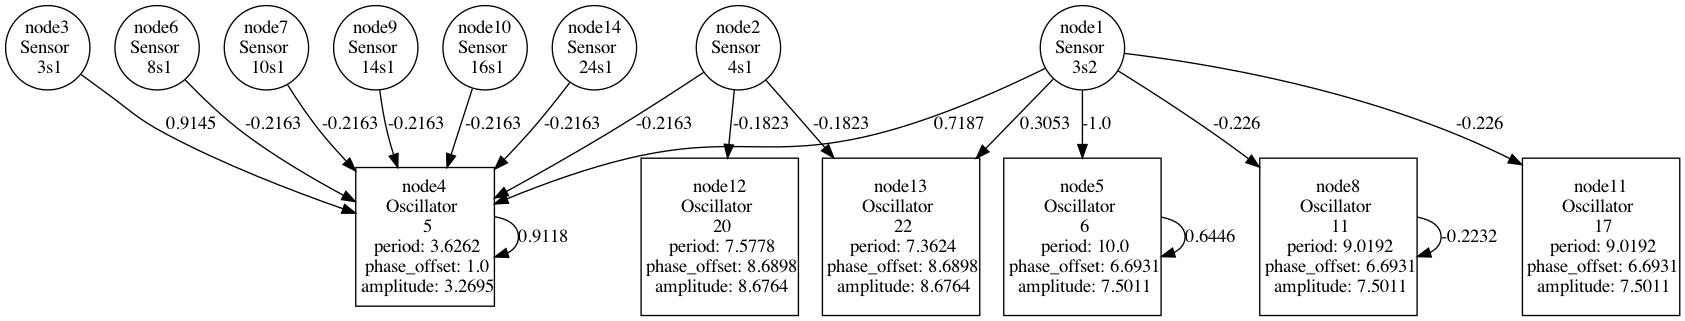 node3
Sensor
3s1
node6
Sensor
8s1
node7
Sensor
10s1
node9
Sensor
14s1
node10
Sensor
16s1
node14
Sensor
24s1
node2
Sensor
4s1
node1
Sensor
3s2
0.9145
-0.2163
-0.2163
-0.2163
-0.2163
-0.2163
-0.2163
-0.1823
-0.1823
0.7187
0.3053
-1.0
-0.226
-0.226
node4
Oscillator
5
period: 3.6262
phase_offset: 1.0
amplitude: 3.2695
0.9118
node12
Oscillator
20
period: 7.5778
phase_offset: 8.6898
amplitude: 8.6764
node13
Oscillator
22
period: 7.3624
phase_offset: 8.6898
amplitude: 8.6764
node5
Oscillator
6
period: 10.0
phase_offset: 6.6931
amplitude: 7.5011
0.6446
node8
Oscillator
11
period: 9.0192
phase_offset: 6.6931
amplitude: 7.5011
-0.2232
node11
Oscillator
17
period: 9.0192
phase_offset: 6.6931
amplitude: 7.5011